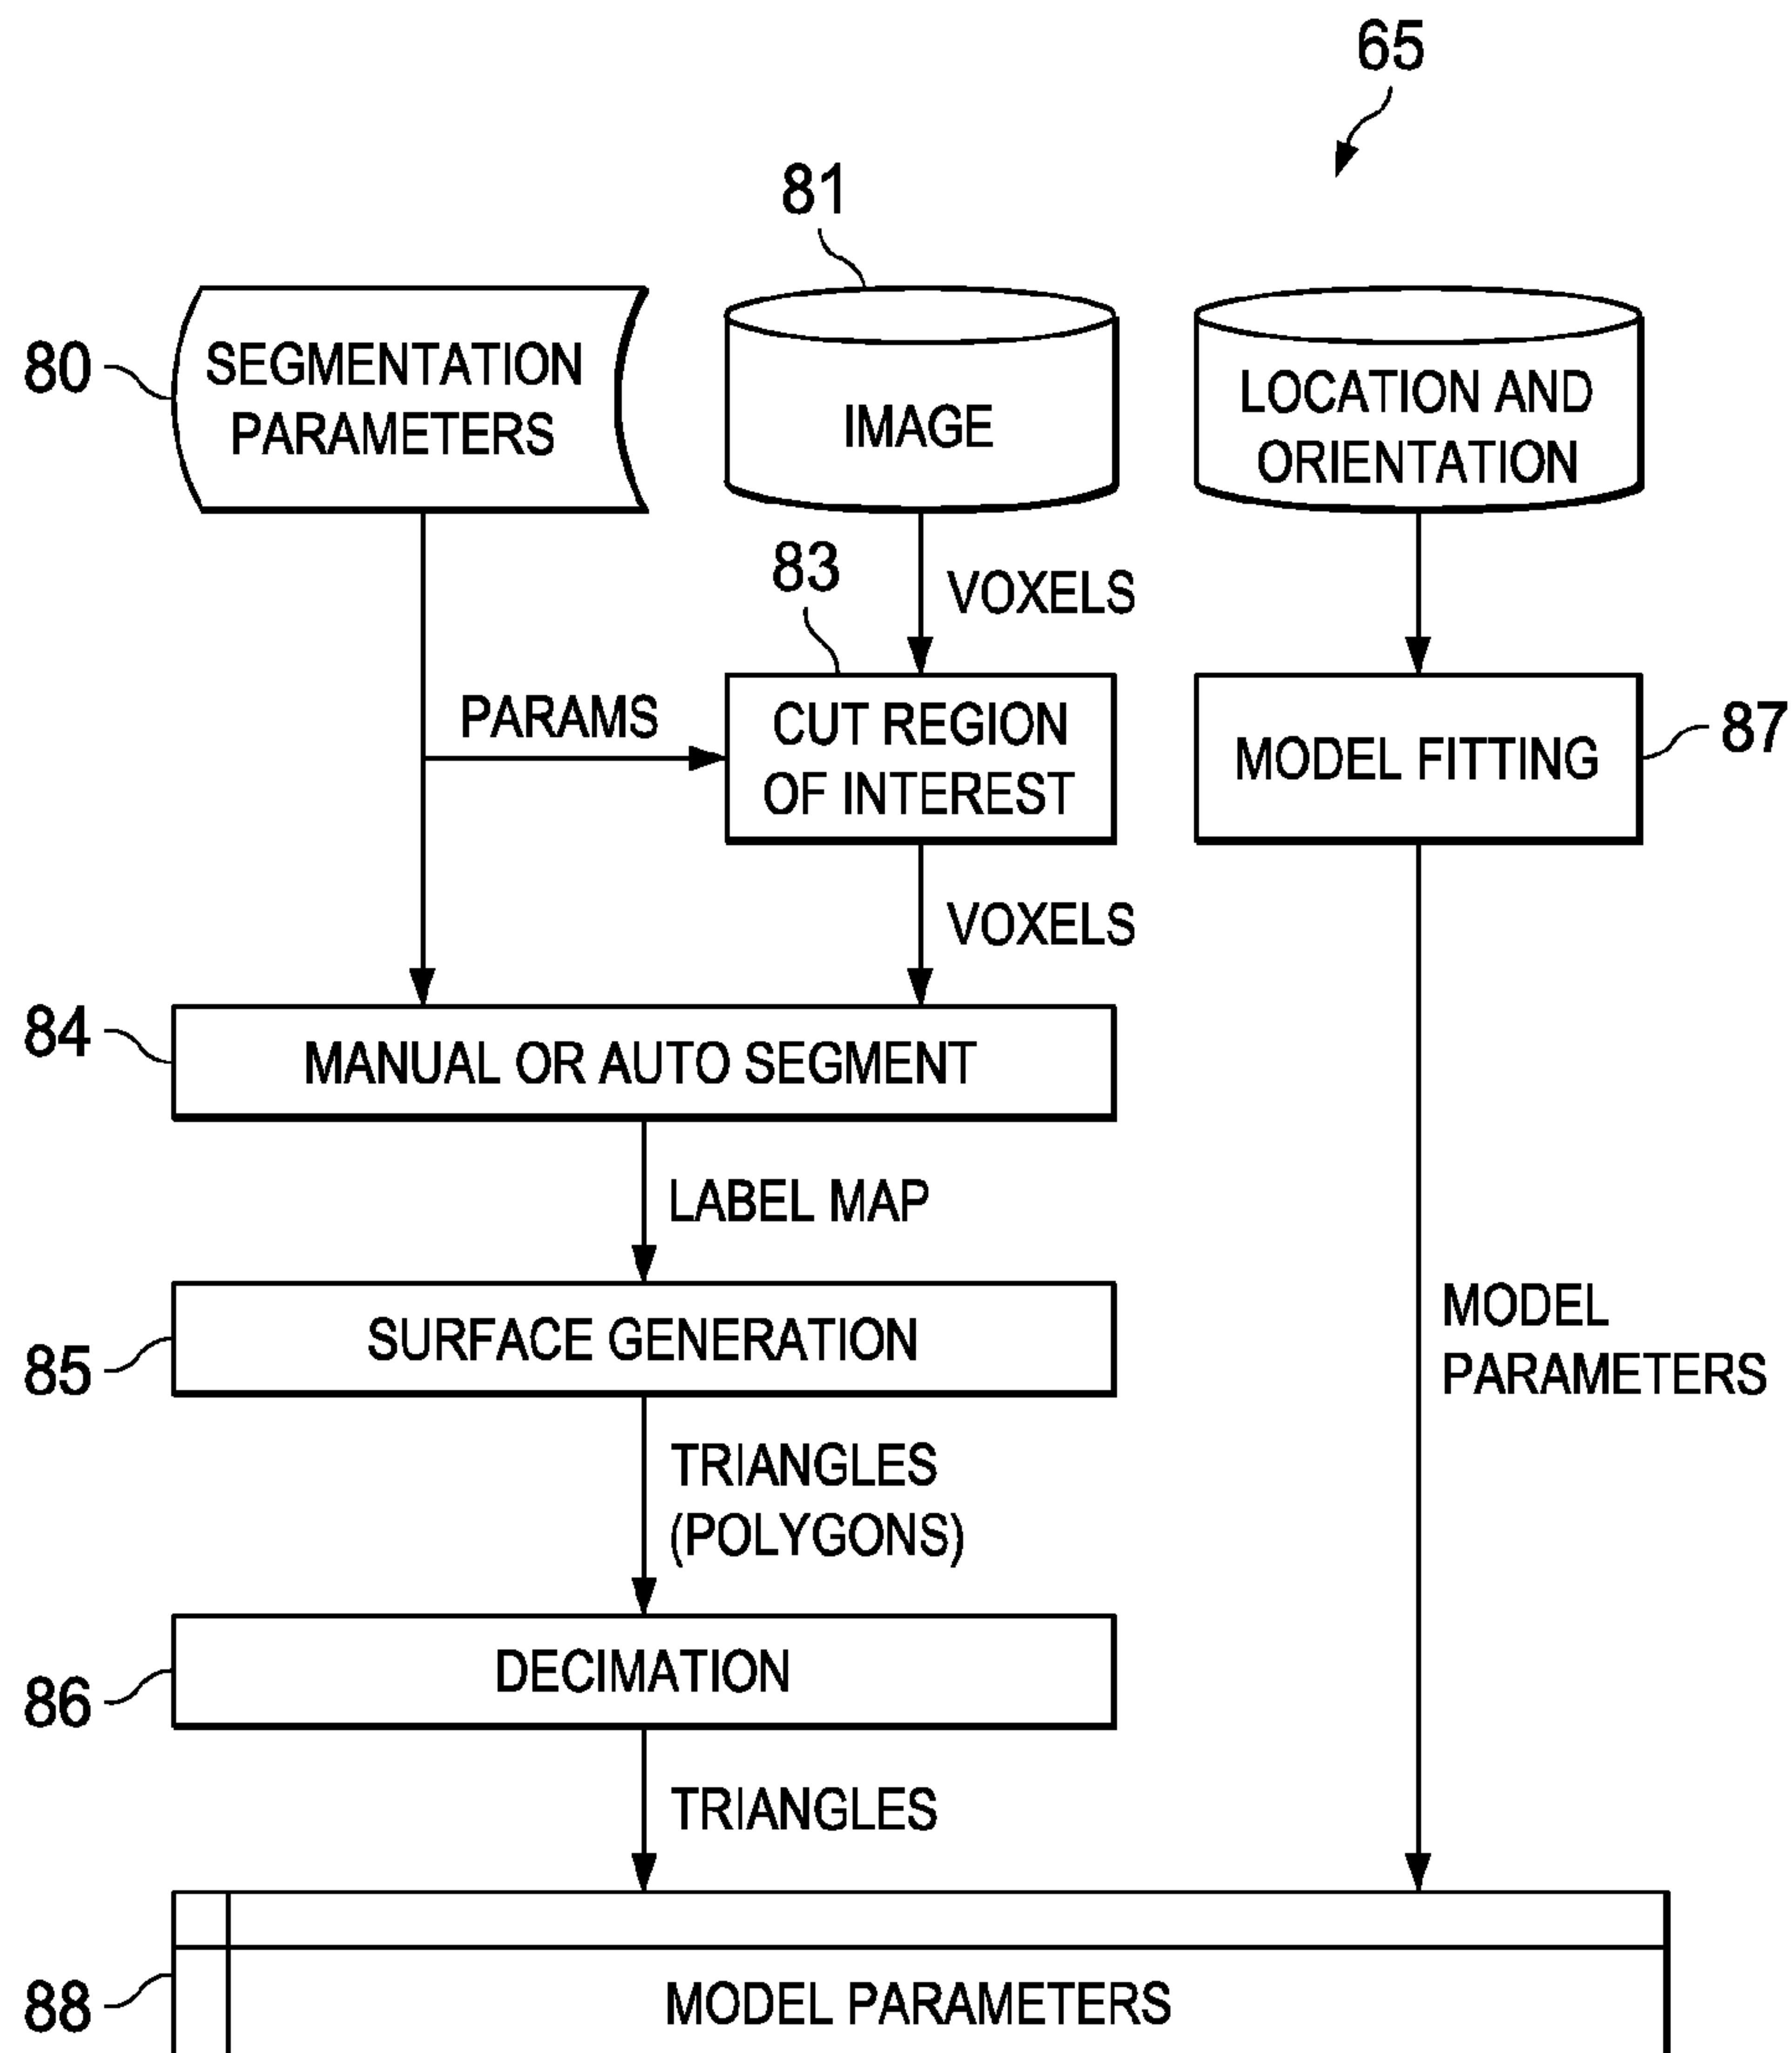 65
81
80
SEGMENTATION
PARAMETERS
IMAGE
LOCATION AND
ORIENTATION
83
VOXELS
PARAMS
CUT REGION
OF INTEREST
MODEL FITTING
87
VOXELS
84
MANUAL OR AUTO SEGMENT
LABEL MAP
85
SURFACE GENERATION
MODEL
PARAMETERS
TRIANGLES
(POLYGONS)
86
DECIMATION
TRIANGLES
88
MODEL PARAMETERS